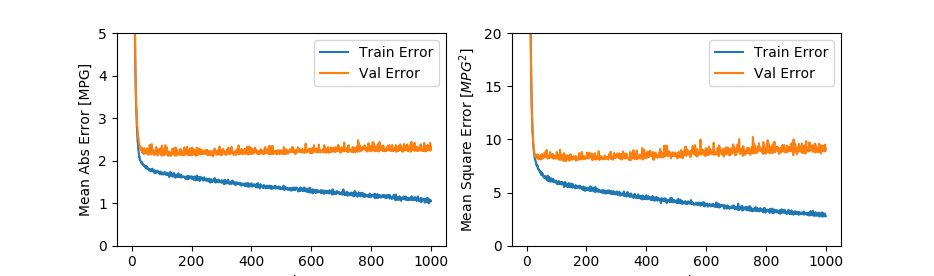 Mean Abs Error [MPG]
5
4
3
2
1
0
Train Error
Val Error
0 200 400 600 800 1000
Mean Square Error [MPG²]
20
15
10
5
0
Train Error
Val Error
0 200 400 600 800 1000